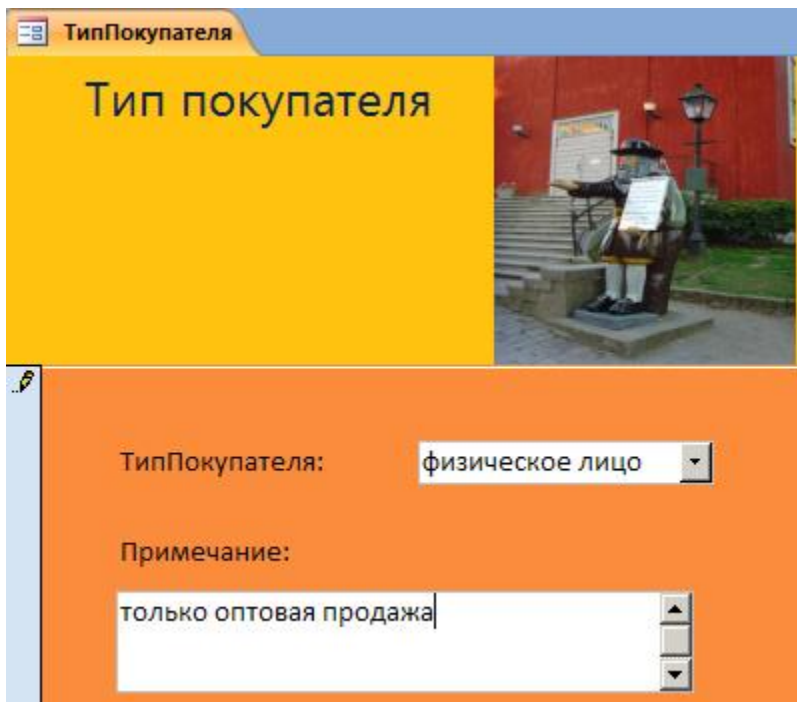 ТипПокупателя
Тип покупателя
ТипПокупателя: физическое лицо
Примечание:
только оптовая продажа